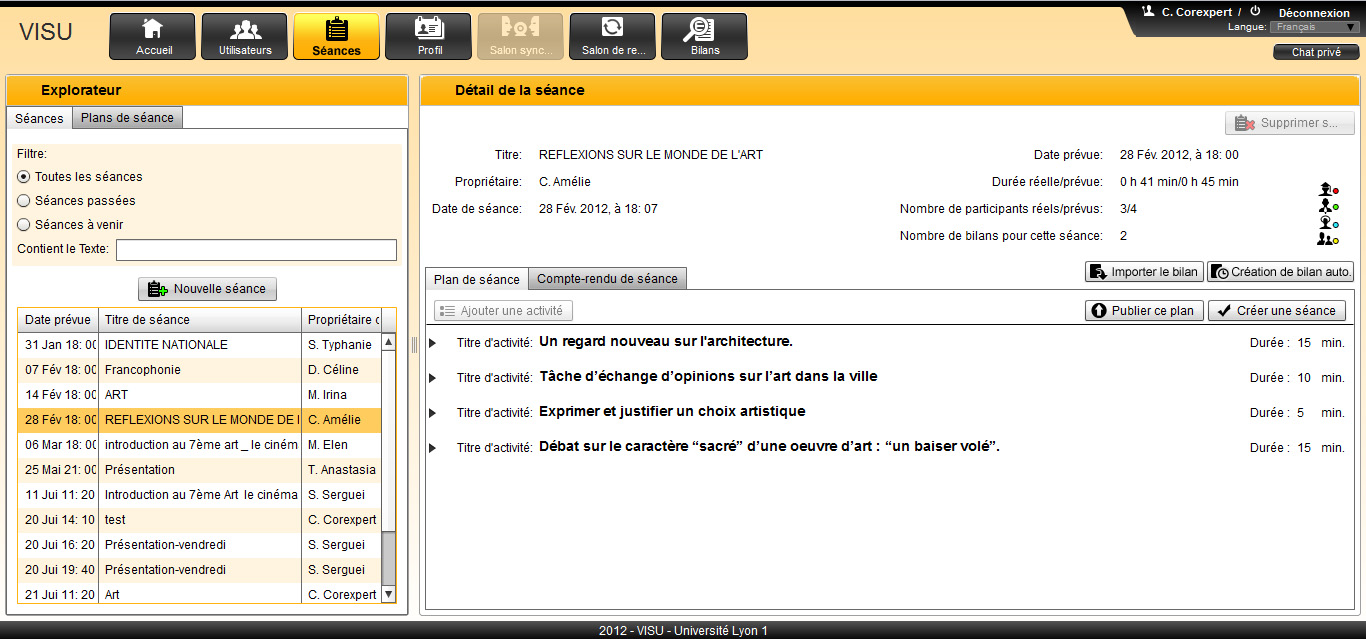 VISU
Accueil
Utilisateurs
Séances
Profil
Salon sync...
Salon de re...
Bilans
C. Corexpert / Déconnexion
Langue: Français
Chat privé
Explorateur
Séances Plans de séance
Filtre:
Toutes les séances
Séances passées
Séances à venir
Contient le Texte:
Nouvelle séance
Date prévue Titre de séance Propriétaire c
31 Jan 18: 00 IDENTITE NATIONALE S. Typhanie
07 Fév 18: 00 Francophonie D. Céline
14 Fév 18: 00 ART M. Irina
28 Fév 18: 00 REFLEXIONS SUR LE MONDE DE l C. Amélie
06 Mar 18: 00 introduction au 7ème art _ le ciném M. Elen
25 Mai 21: 00 Présentation T. Anastasia
11 Jui 11: 20 Introduction au 7ème Art le cinéma S. Serguei
20 Jui 14: 10 test C. Corexpert
20 Jui 16: 20 Présentation-vendredi S. Serguei
20 Jui 19: 40 Présentation-vendredi S. Serguei
21 Jui 11: 20 Art C. Corexpert
Détail de la séance
Supprimer s...
Titre: REFLEXIONS SUR LE MONDE DE L'ART
Propriétaire: C. Amélie
Date de séance: 28 Fév. 2012, à 18: 07
Date prévue: 28 Fév. 2012, à 18: 00
Durée réelle/prévue: 0 h 41 min/0 h 45 min
Nombre de participants réels/prévus: 3/4
Nombre de bilans pour cette séance: 2
Importer le bilan Création de bilan auto.
Plan de séance Compte-rendu de séance
Ajouter une activité Publier ce plan Créer une séance
Titre d'activité: Un regard nouveau sur l'architecture. Durée : 15 min.
Titre d'activité: Tâche d’échange d’opinions sur l’art dans la ville Durée : 10 min.
Titre d'activité: Exprimer et justifier un choix artistique Durée : 5 min.
Titre d'activité: Débat sur le caractère “sacré” d’une oeuvre d’art : “un baiser volé”. Durée : 15 min.
2012 - VISU - Université Lyon 1